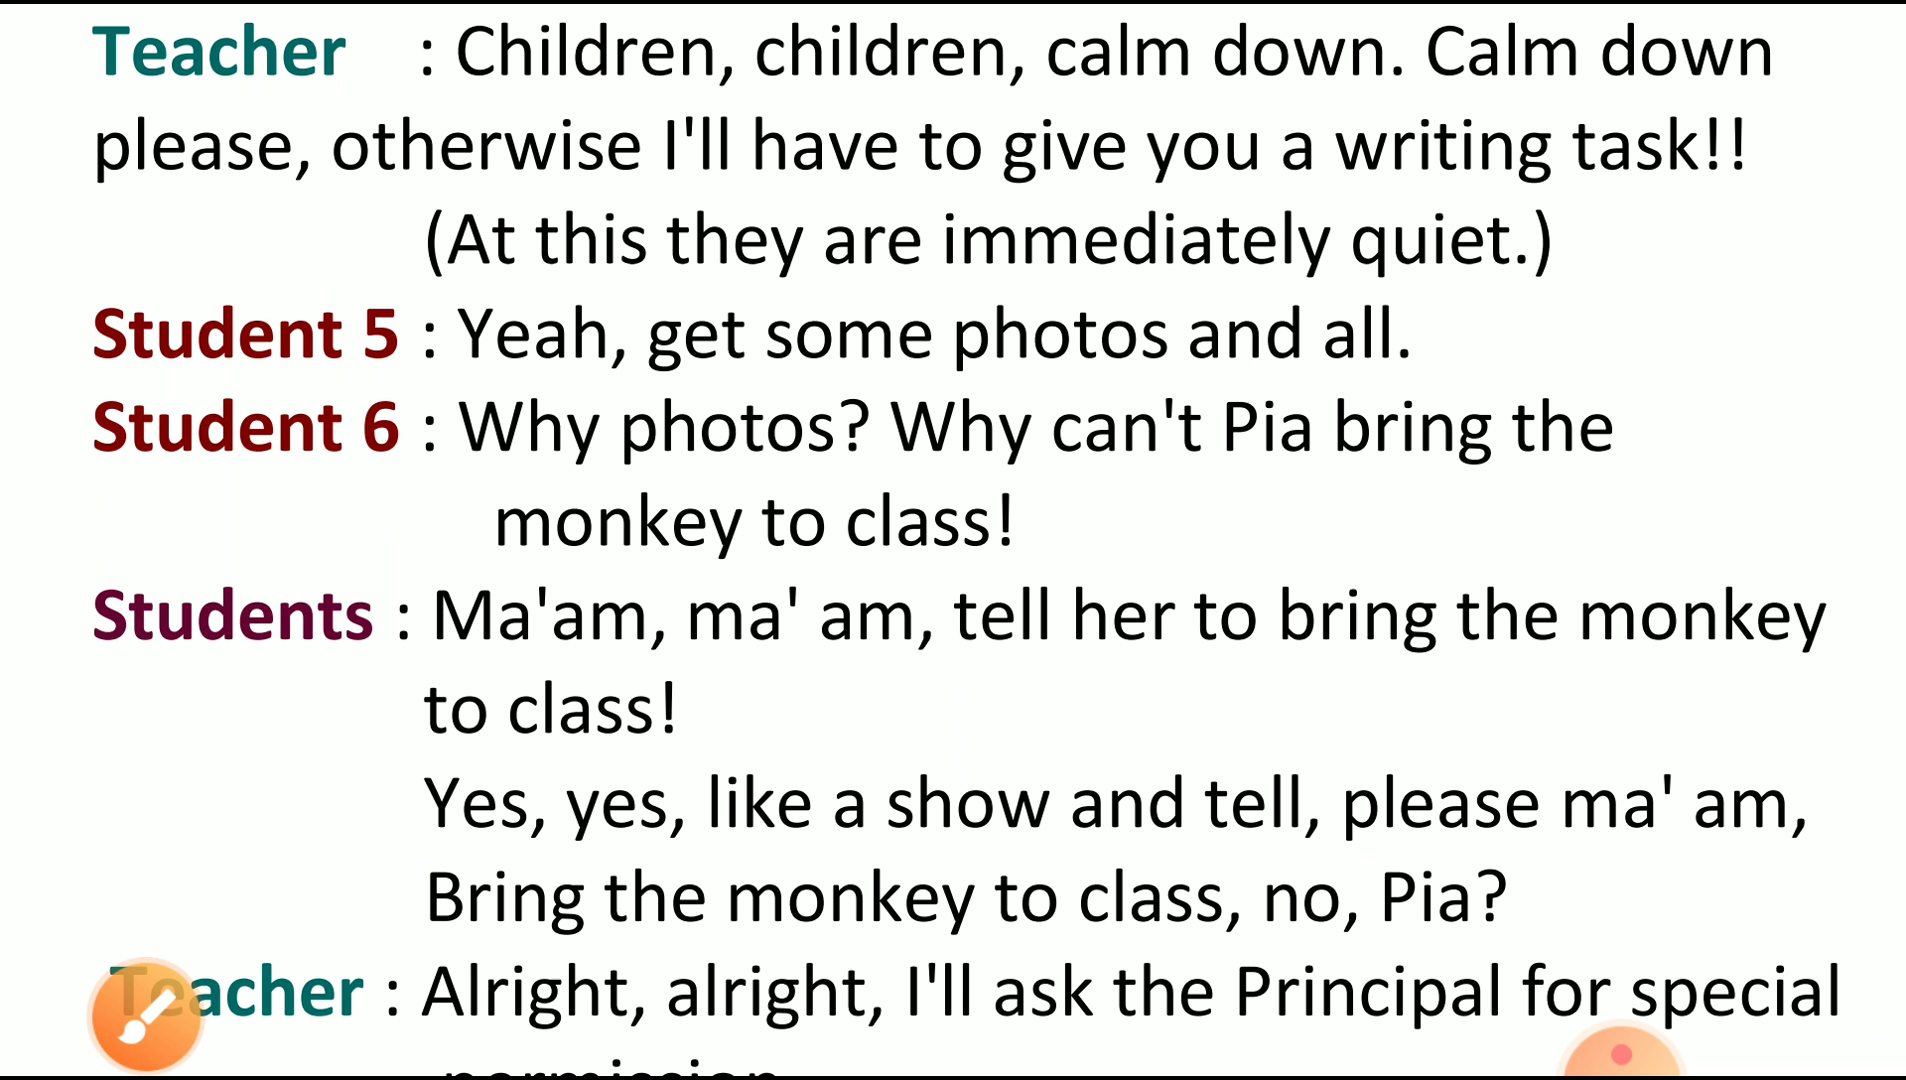 Teacher : Children, children, calm down. Calm down
please, otherwise I'll have to give you a writing task!!
(At this they are immediately quiet.)
Student 5 : Yeah, get some photos and all.
Student 6 : Why photos? Why can't Pia bring the
monkey to class!
Students : Ma'am, ma' am, tell her to bring the monkey
to class!
Yes, yes, like a show and tell, please ma' am,
Bring the monkey to class, no, Pia?
Teacher : Alright, alright, I'll ask the Principal for special